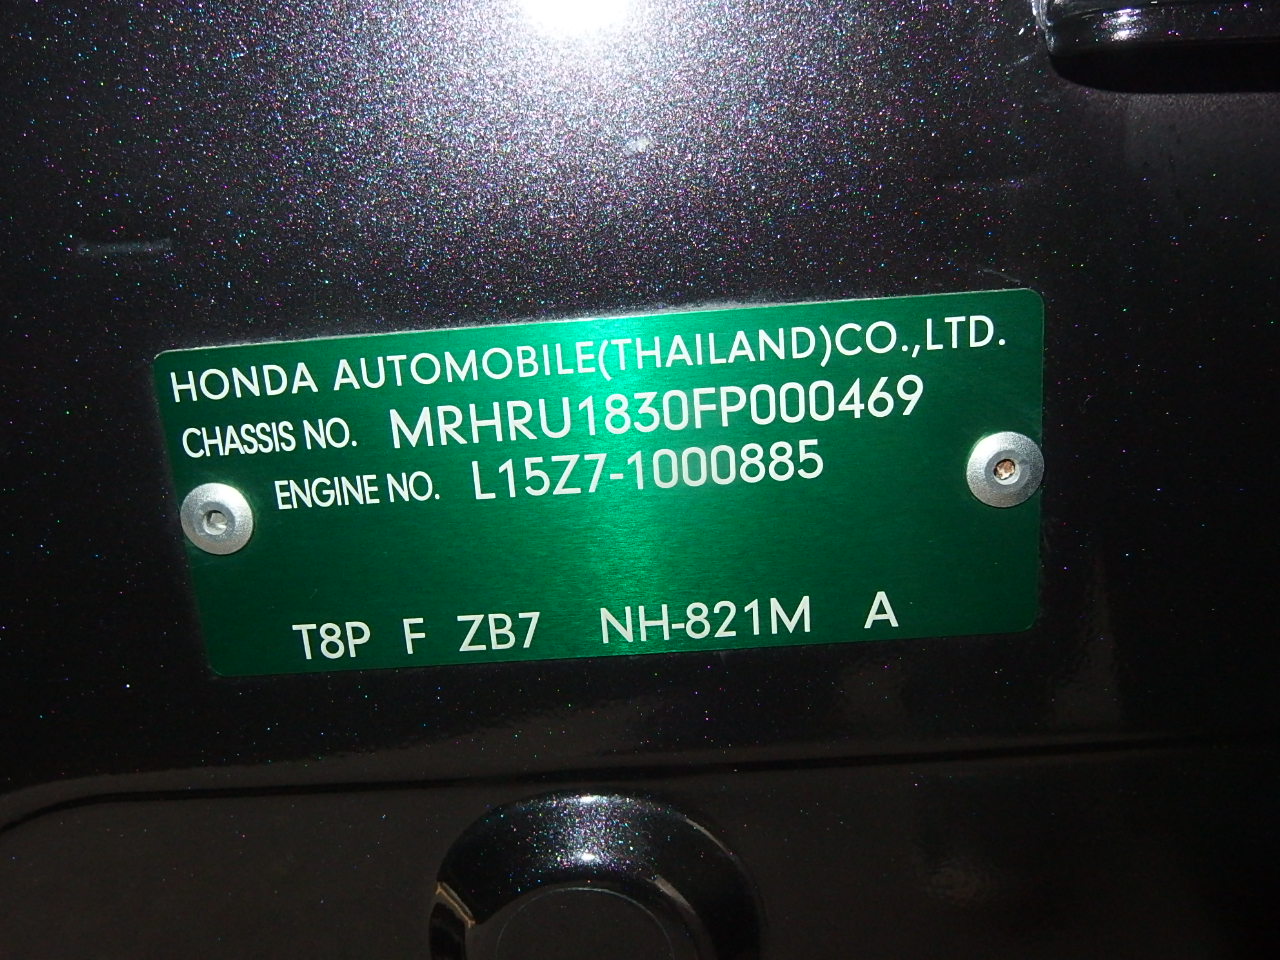 HONDA AUTOMOBILE(THAILAND)CO.,LTD.
CHASSIS NO. MRHRU1830FP000469
ENGINE NO. L15Z7-1000885
T8P F ZB7 NH-821M A